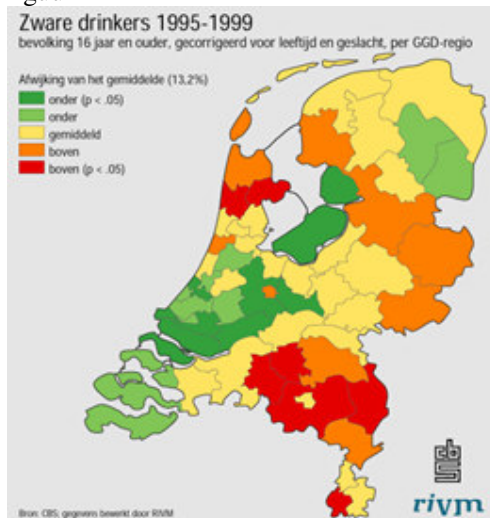 Zware drinkers 1995-1999
bevolking 16 jaar en ouder, gecorrigeerd voor leeftijd en geslacht, per GGD-regio
Afwijking van het gemiddelde (13,2%)
onder (p < .05)
onder
gemiddeld
boven
boven (p < .05)
cbs
rivm
Bron: CBS; gegevens bewerkt door RIVM